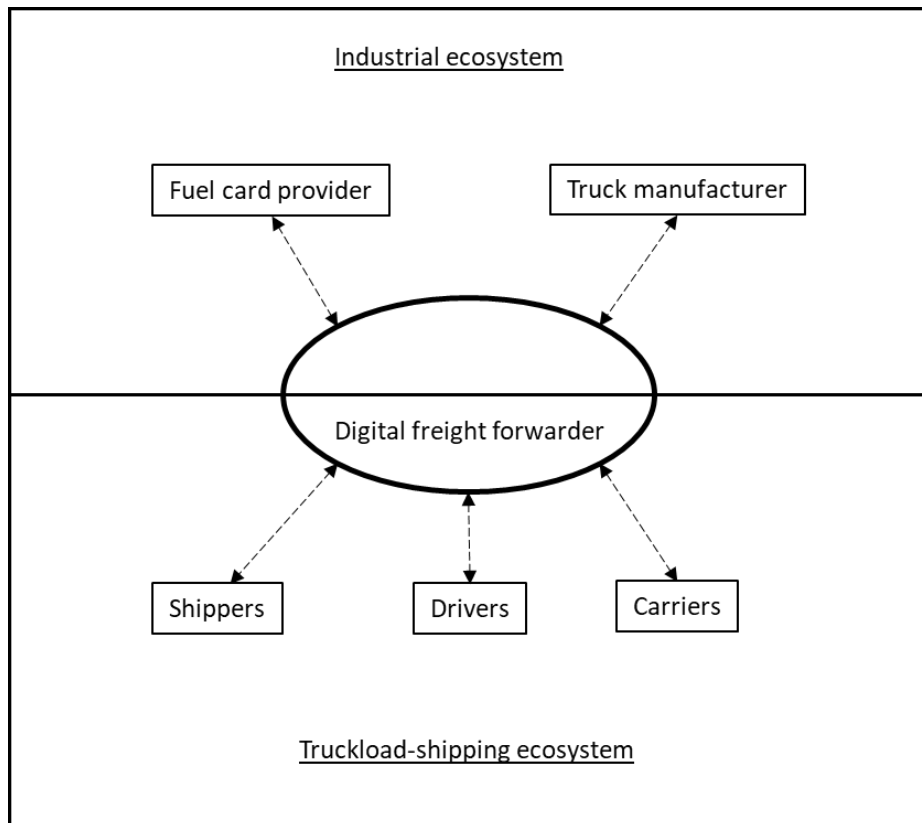 Industrial ecosystem
Fuel card provider
Truck manufacturer
Digital freight forwarder
Shippers
Drivers
Carriers
Truckload-shipping ecosystem